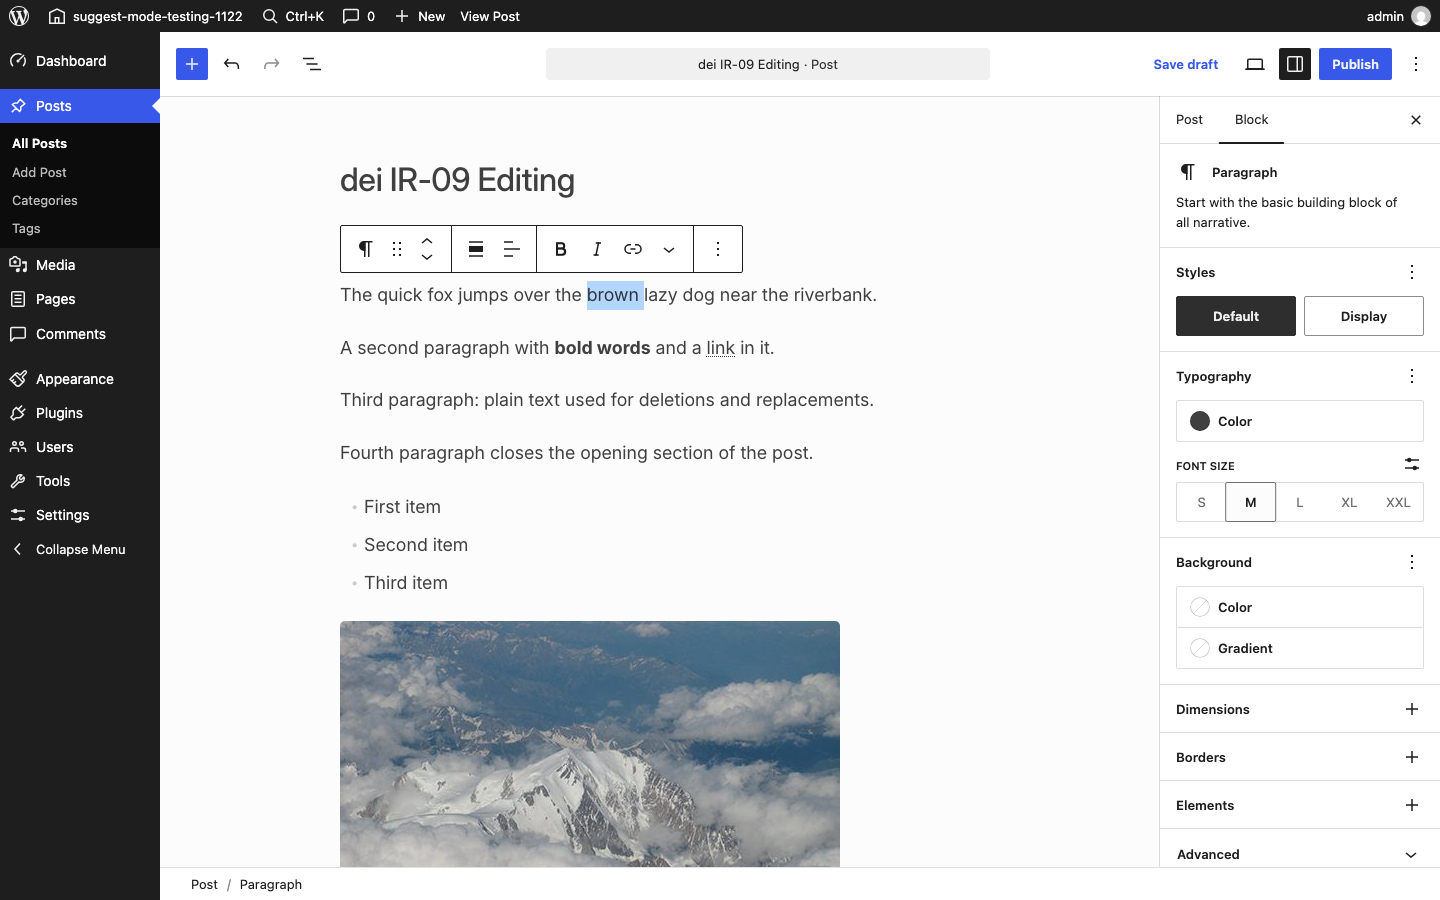 suggest-mode-testing-1122
Ctrl+K
0
New
View Post
admin
Dashboard
Posts
All Posts
Add Post
Categories
Tags
Media
Pages
Comments
Appearance
Plugins
Users
Tools
Settings
Collapse Menu
dei IR-09 Editing · Post
Save draft
Publish
dei IR-09 Editing
B I
The quick fox jumps over the brown lazy dog near the riverbank.
A second paragraph with bold words and a link in it.
Third paragraph: plain text used for deletions and replacements.
Fourth paragraph closes the opening section of the post.
• First item
• Second item
• Third item
Post / Paragraph
Post
Block
Paragraph
Start with the basic building block of
all narrative.
Styles
Default
Display
Typography
Color
FONT SIZE
S M L XL XXL
Background
Color
Gradient
Dimensions
Borders
Elements
Advanced